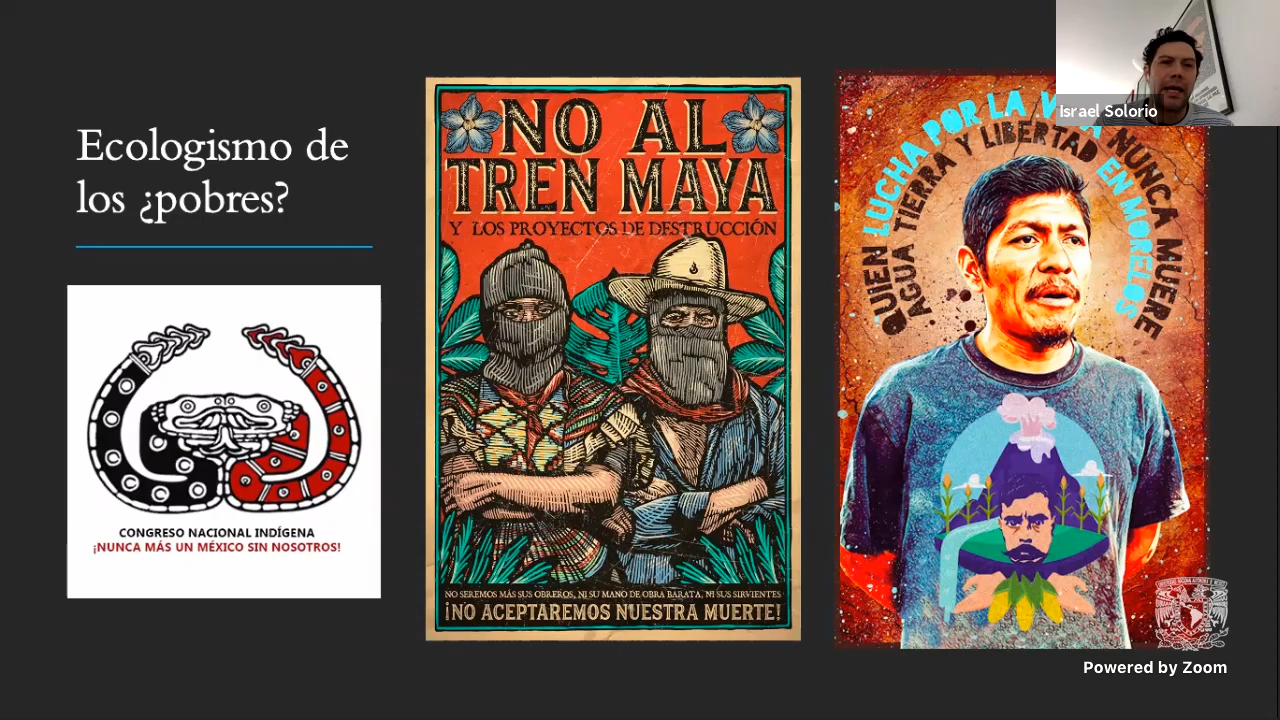 Ecologismo de
los ¿pobres?
CONGRESO NACIONAL INDÍGENA
¡NUNCA MÁS UN MÉXICO SIN NOSOTROS!
NO AL
TREN MAYA
Y LOS PROYECTOS DE DESTRUCCIÓN
NO SEREMOS MÁS SUS OBREROS, NI SU MANO DE OBRA BARATA, NI SUS SIRVIENTES
¡NO ACEPTAREMOS NUESTRA MUERTE!
QUIEN LUCHA POR LA VIDA NUNCA MUERE
AGUA TIERRA Y LIBERTAD EN MORELOS
Israel Solorio
Powered by Zoom